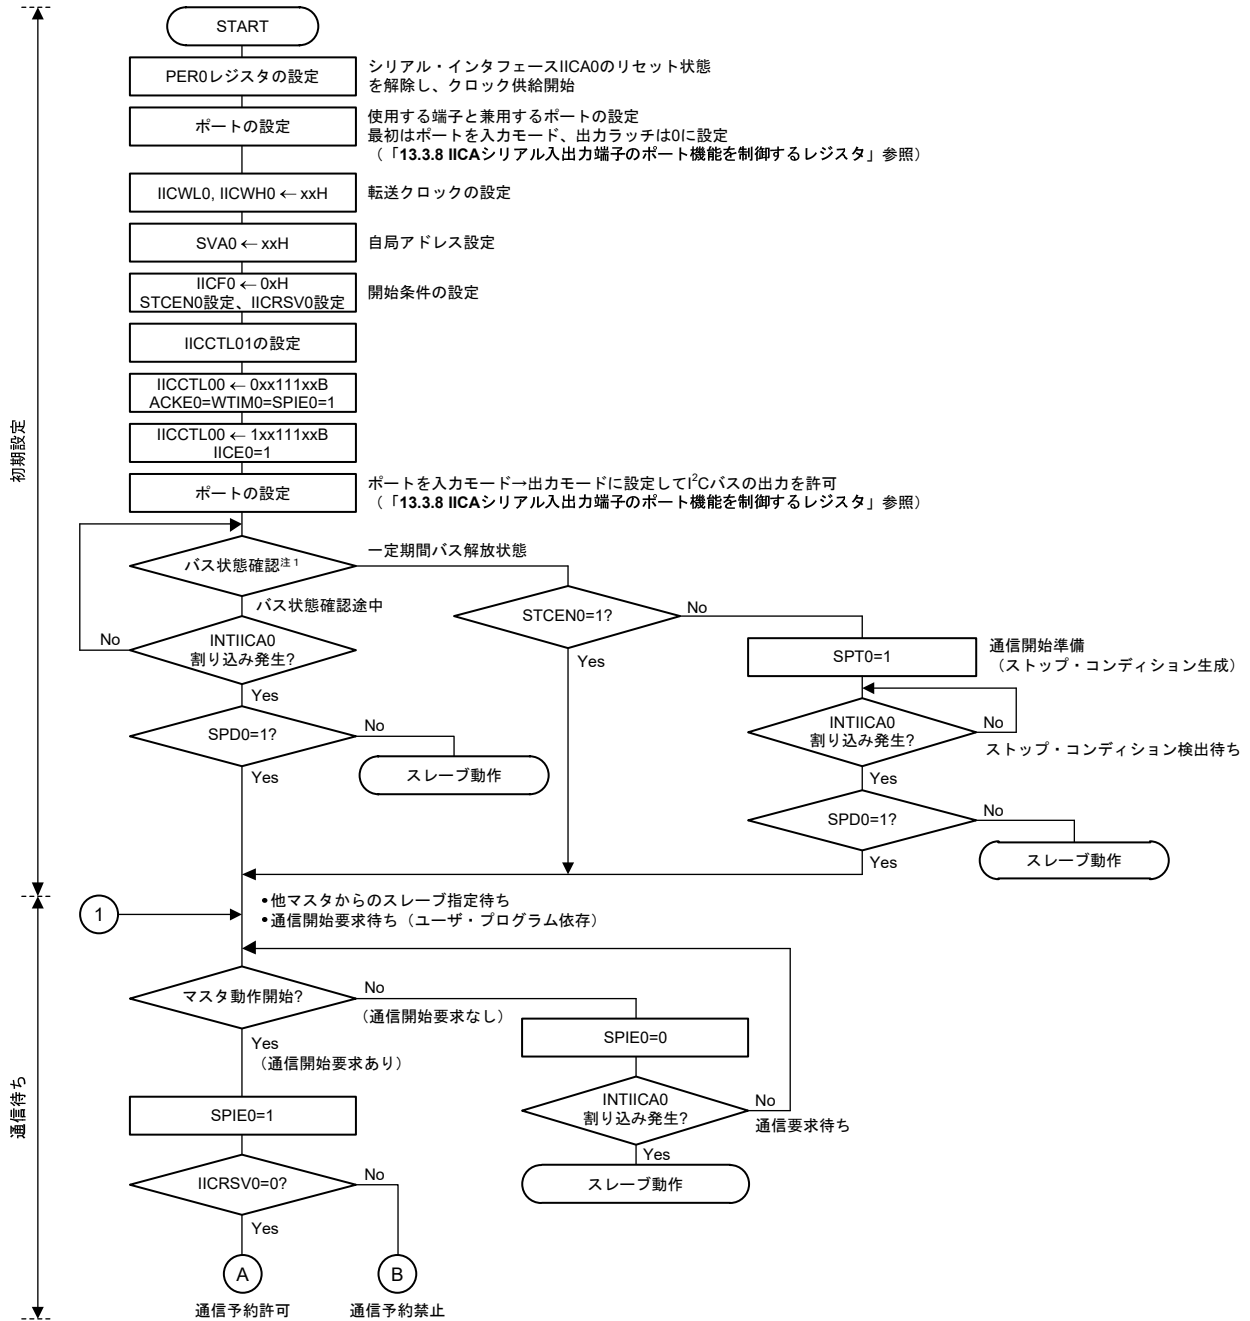 START
PER0レジスタの設定
シリアル・インタフェースIICA0のリセット状態
を解除し、クロック供給開始
ポートの設定
使用する端子と兼用するポートの設定
最初はポートを入力モード、出力ラッチは0に設定
（「13.3.8 IICAシリアル入出力端子のポート機能を制御するレジスタ」参照）
IICWL0, IICWH0 ← xxH
転送クロックの設定
SVA0 ← xxH
自局アドレス設定
IICF0 ← 0xH
STCEN0設定、IICRSV0設定
開始条件の設定
IICCTL01の設定
IICCTL00 ← 0xx111xxB
ACKE0=WTIM0=SPIE0=1
IICCTL00 ← 1xx111xxB
IICE0=1
初期設定
ポートの設定
ポートを入力モード→出力モードに設定してI²Cバスの出力を許可
（「13.3.8 IICAシリアル入出力端子のポート機能を制御するレジスタ」参照）
バス状態確認注1
一定期間バス解放状態
バス状態確認途中
STCEN0=1?
No
Yes
No
INTIICA0
割り込み発生?
Yes
SPT0=1
通信開始準備
（ストップ・コンディション生成）
SPD0=1?
No
スレーブ動作
Yes
INTIICA0
割り込み発生?
No
ストップ・コンディション検出待ち
Yes
SPD0=1?
No
スレーブ動作
Yes
1
•他マスタからのスレーブ指定待ち
•通信開始要求待ち（ユーザ・プログラム依存）
マスタ動作開始?
No
（通信開始要求なし）
Yes
（通信開始要求あり）
SPIE0=0
通信待ち
SPIE0=1
INTIICA0
割り込み発生?
No
通信要求待ち
Yes
スレーブ動作
IICRSV0=0?
No
Yes
A
B
通信予約許可
通信予約禁止